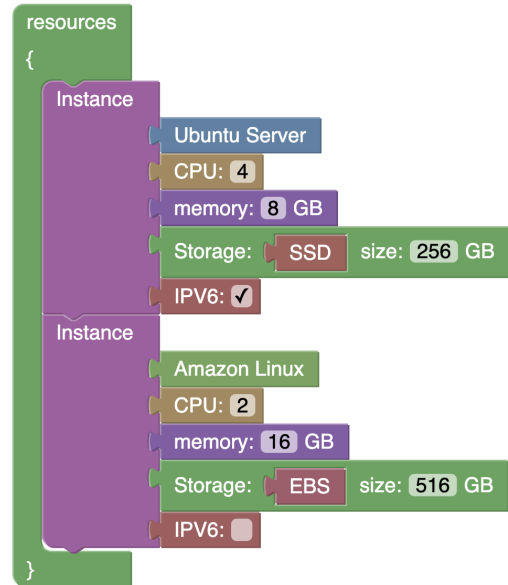 resources
{
Instance
Ubuntu Server
CPU: 4
memory: 8 GB
Storage: SSD size: 256 GB
IPV6: ✓
Instance
Amazon Linux
CPU: 2
memory: 16 GB
Storage: EBS size: 516 GB
IPV6:
}